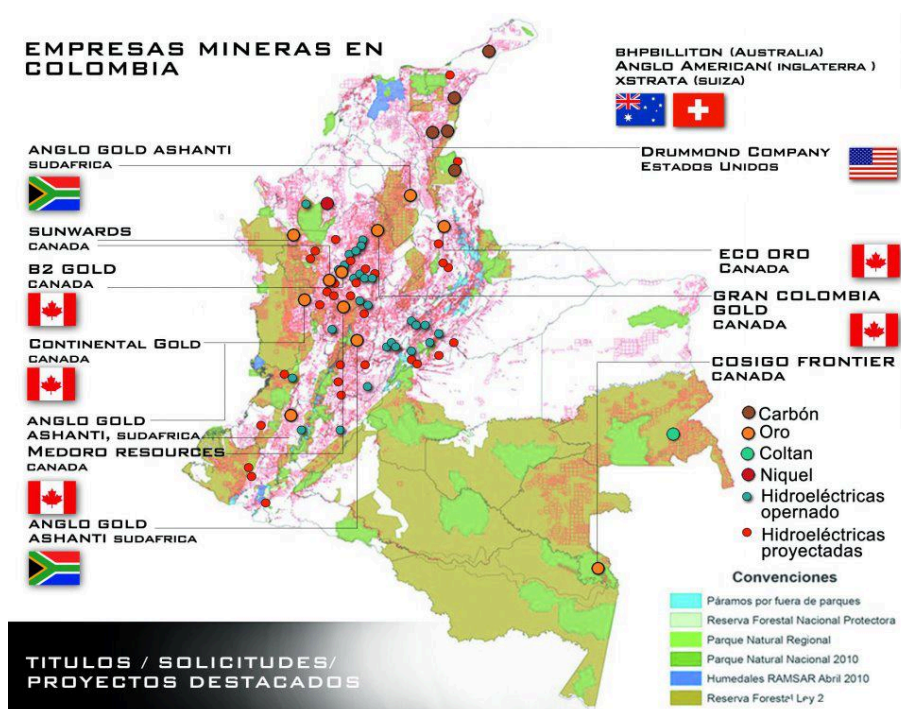 EMPRESAS MINERAS EN
COLOMBIA
BHPBILLITON (AUSTRALIA)
ANGLO AMERICAN( INGLATERRA )
XSTRATA (SUIZA)
DRUMMOND COMPANY
ESTADOS UNIDOS
ANGLO GOLD ASHANTI
SUDAFRICA
SUNWARDS
CANADA
B2 GOLD
CANADA
CONTINENTAL GOLD
CANADA
ANGLO GOLD
ASHANTI, SUDAFRICA
MEDORO RESOURCES
CANADA
ANGLO GOLD
ASHANTI SUDAFRICA
ECO ORO
CANADA
GRAN COLOMBIA
GOLD
CANADA
COSIGO FRONTIER
CANADA
Carbón
Oro
Coltan
Niquel
Hidroeléctricas
opernado
Hidroeléctricas
proyectadas
Convenciones
Páramos por fuera de parques
Reserva Forestal Nacional Protectora
Parque Natural Regional
Parque Natural Nacional 2010
Humedales RAMSAR Abril 2010
Reserva Forestal Ley 2
TITULOS / SOLICITUDES/
PROYECTOS DESTACADOS